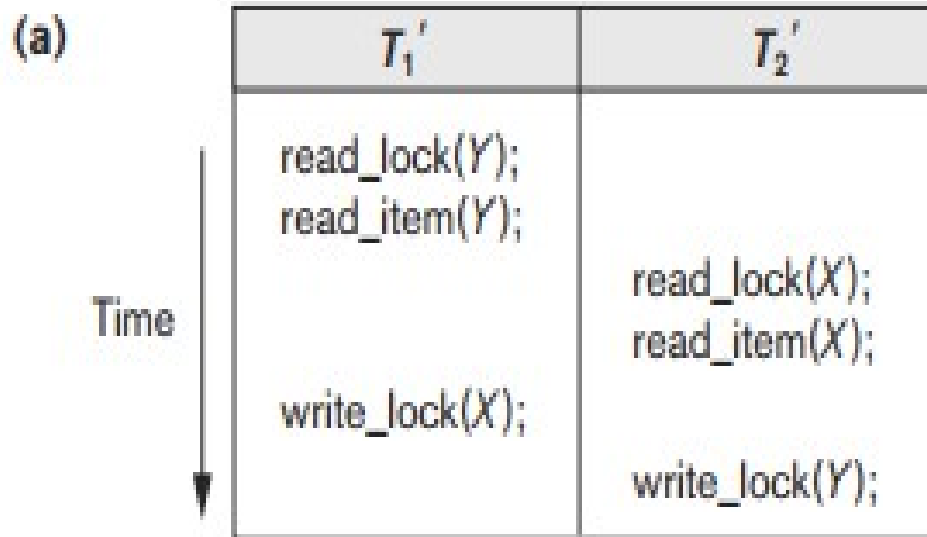 (a)
T₁′ T₂′
read_lock(Y);
read_item(Y);
read_lock(X);
read_item(X);
Time
write_lock(X);
write_lock(Y);